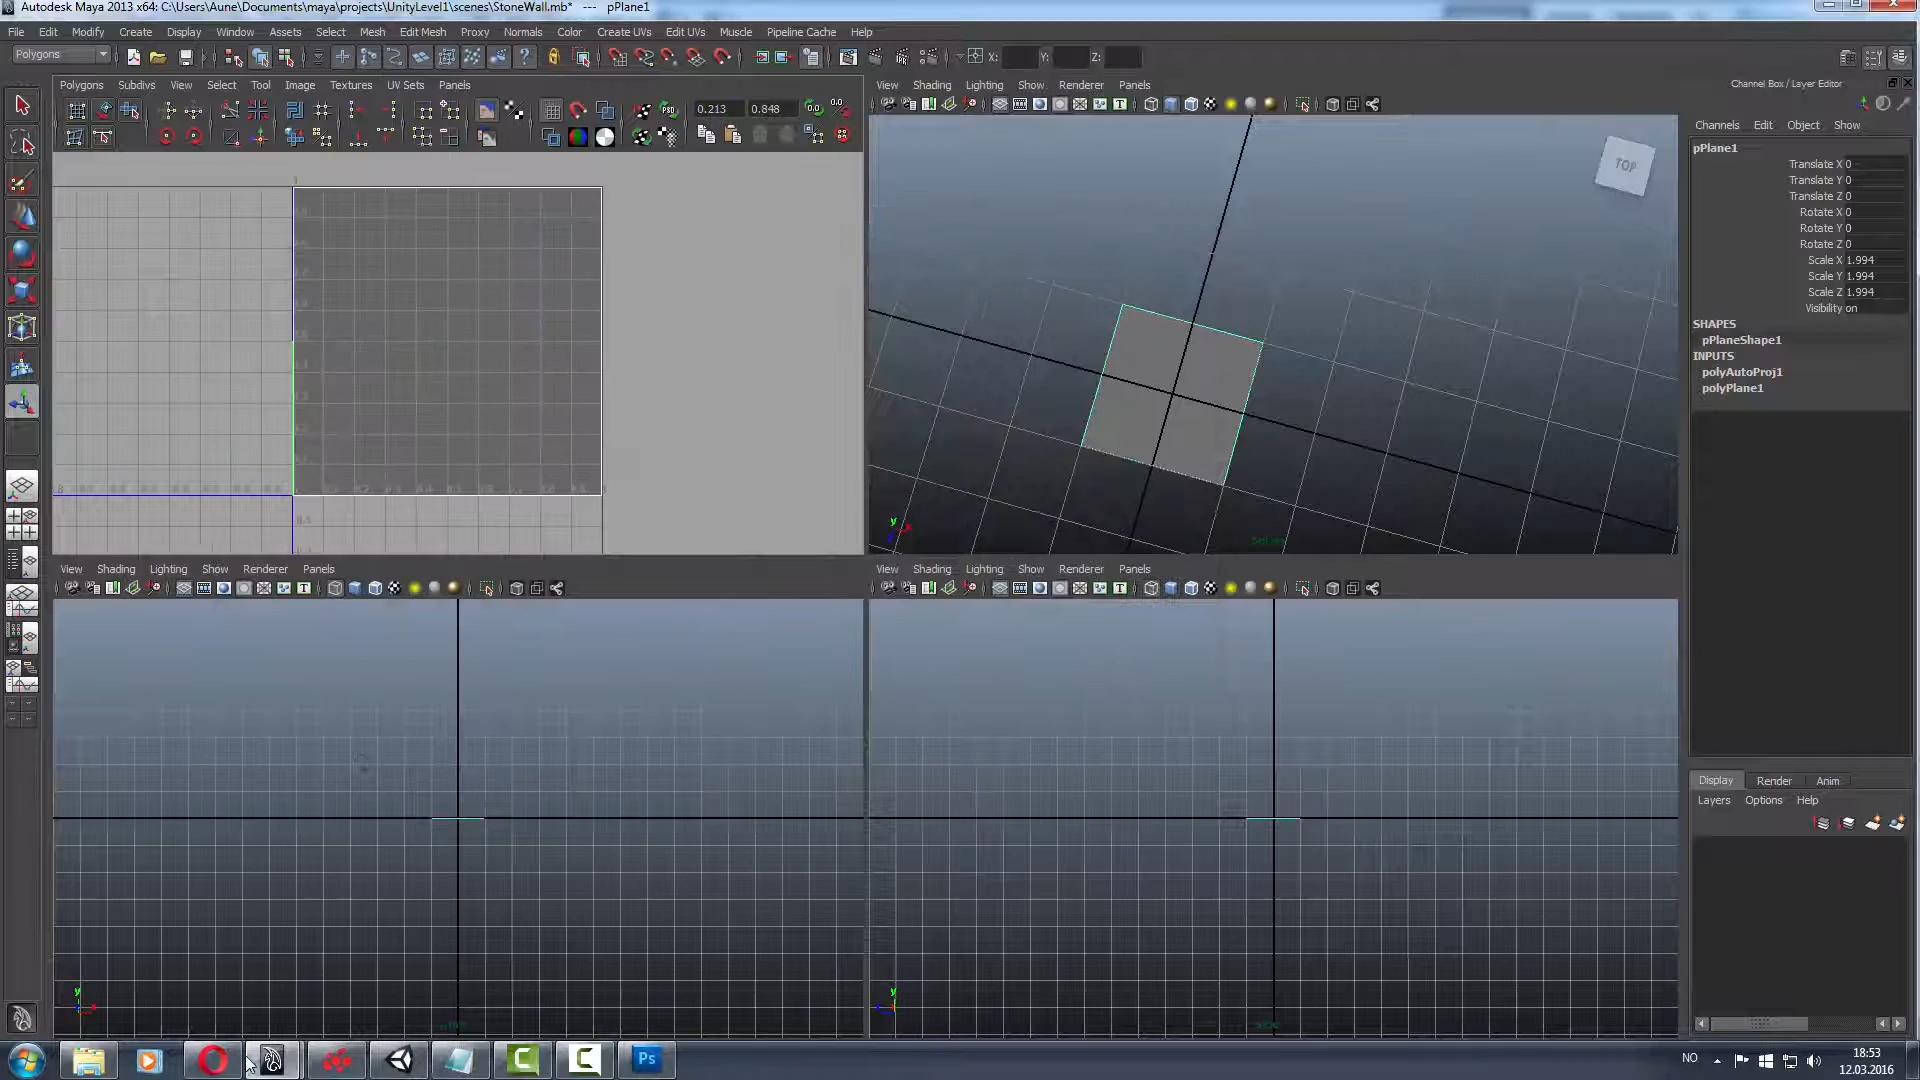 Autodesk Maya 2013 x64: C:\Users\Aune\Documents\maya\projects\UnityLevel1\scenes\StoneWall.mb* --- pPlane1
File Edit Modify Create Display Window Assets Select Mesh Edit Mesh Proxy Normals Color Create UVs Edit UVs Muscle Pipeline Cache Help
Polygons X: Y: Z:
Polygons Subdivs View Select Tool Image Textures UV Sets Panels
0.213 0.848
View Shading Lighting Show Renderer Panels
TOP
Channel Box / Layer Editor
Channels Edit Object Show
pPlane1
Translate X 0
Translate Y 0
Translate Z 0
Rotate X 0
Rotate Y 0
Rotate Z 0
Scale X 1.994
Scale Y 1.994
Scale Z 1.994
Visibility on
SHAPES
pPlaneShape1
INPUTS
polyAutoProj1
polyPlane1
View Shading Lighting Show Renderer Panels
View Shading Lighting Show Renderer Panels
Display Render Anim
Layers Options Help
NO
18:53
12.03.2016